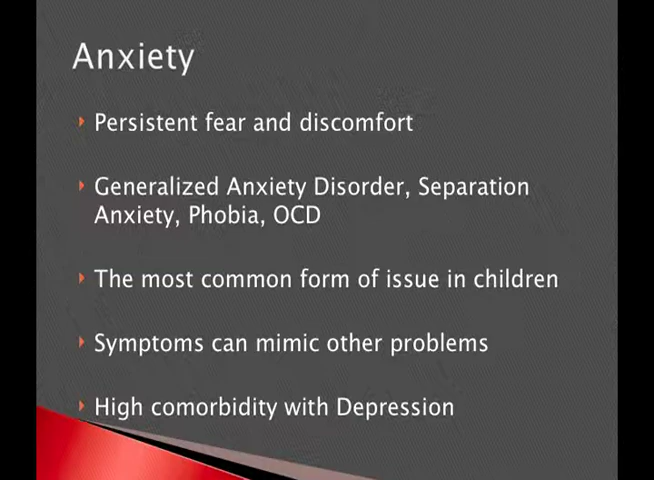 Anxiety
Persistent fear and discomfort
Generalized Anxiety Disorder, Separation
Anxiety, Phobia, OCD
The most common form of issue in children
Symptoms can mimic other problems
High comorbidity with Depression